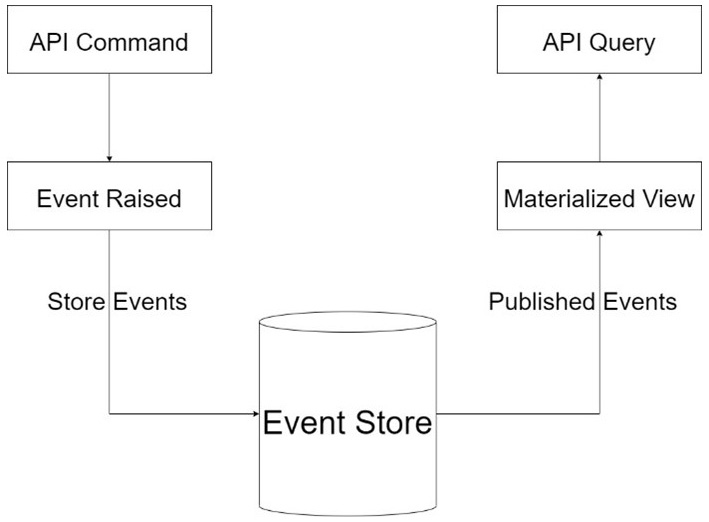 API Command
API Query
Event Raised
Materialized View
Store Events
Published Events
Event Store